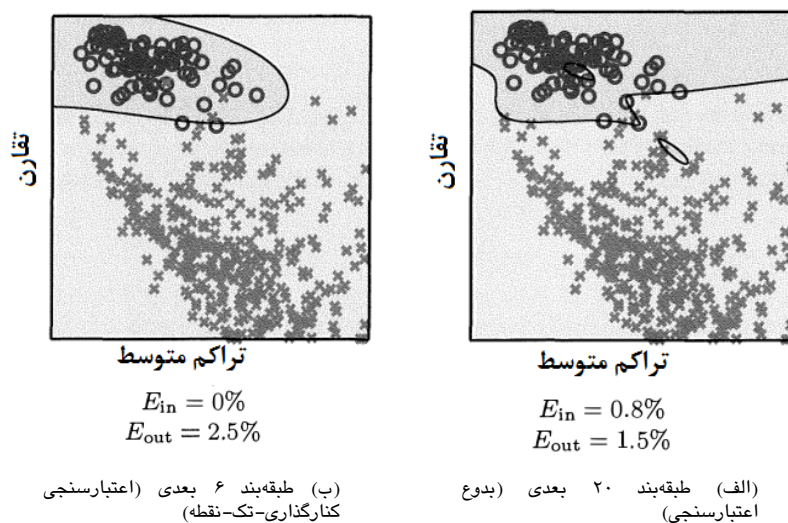 تقارن
تراکم متوسط
E_in = 0.8%
E_out = 1.5%
(الف) طبقه‌بند ۲۰ بعدی (بدوع
اعتبارسنجی)
تقارن
تراکم متوسط
E_in = 0%
E_out = 2.5%
(ب) طبقه‌بند ۶ بعدی (اعتبارسنجی
کنارگذاری-تک-نقطه)